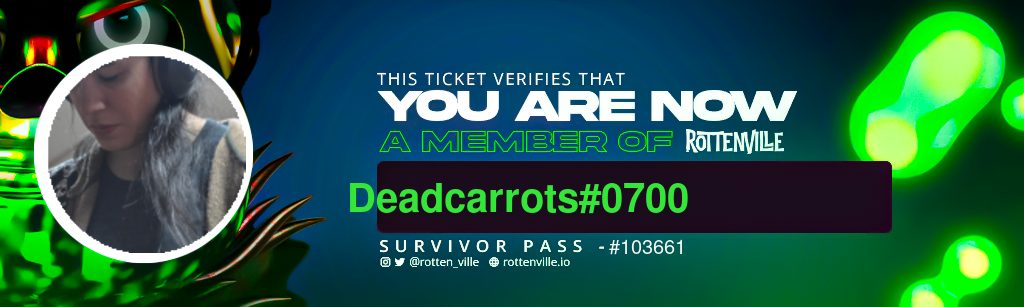 THIS TICKET VERIFIES THAT
YOU ARE NOW
A MEMBER OF ROTTENVILLE
Deadcarrots#0700
SURVIVOR PASS - #103661
@rotten_ville rottenville.io